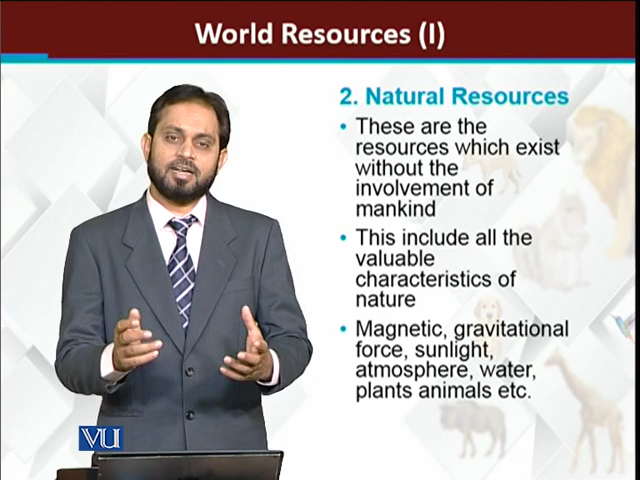 World Resources (I)
2. Natural Resources
• These are the
resources which exist
without the
involvement of
mankind
• This include all the
valuable
characteristics of
nature
• Magnetic, gravitational
force, sunlight,
atmosphere, water,
plants animals etc.
VU